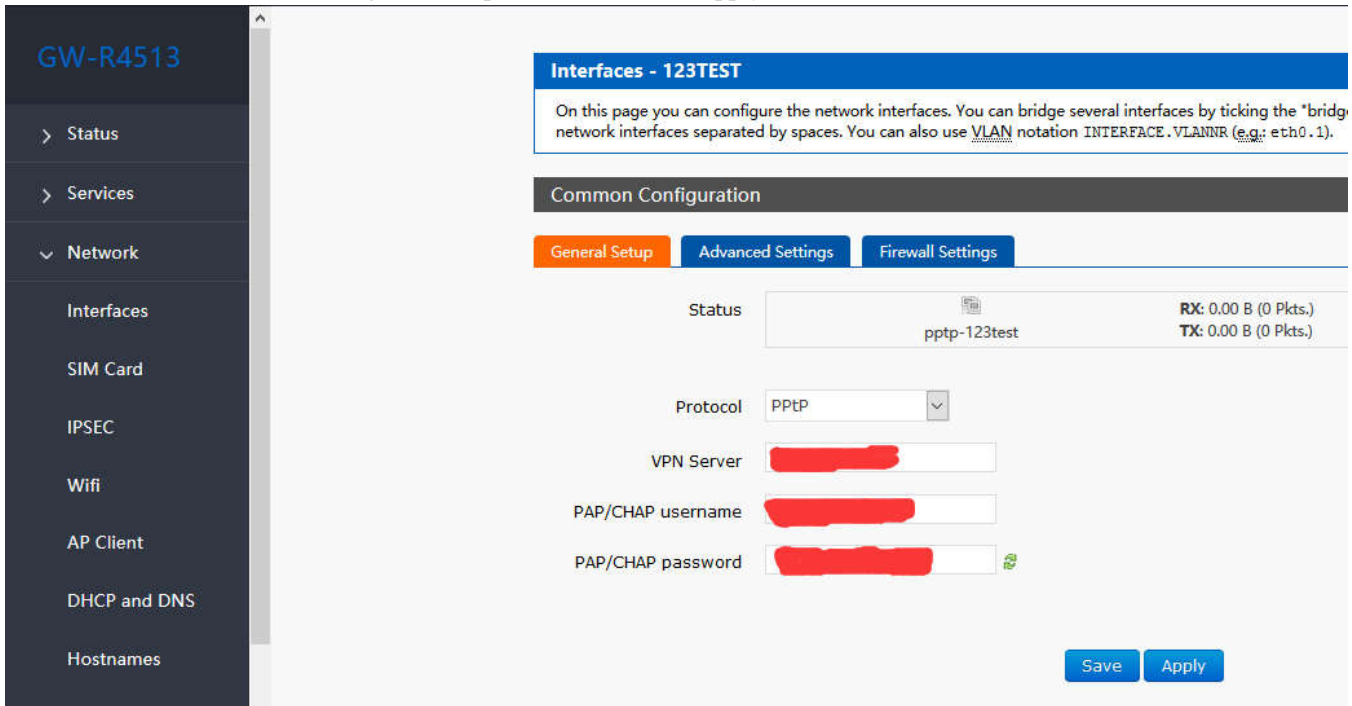 GW-R4513
Status
Services
Network
Interfaces
SIM Card
IPSEC
Wifi
AP Client
DHCP and DNS
Hostnames
Interfaces - 123TEST
On this page you can configure the network interfaces. You can bridge several interfaces by ticking the "bridge
network interfaces separated by spaces. You can also use VLAN notation INTERFACE.VLANNR (e.g.: eth0.1).
Common Configuration
General Setup Advanced Settings Firewall Settings
Status
pptp-123test
RX: 0.00 B (0 Pkts.)
TX: 0.00 B (0 Pkts.)
Protocol PPtP
VPN Server
PAP/CHAP username
PAP/CHAP password
Save Apply